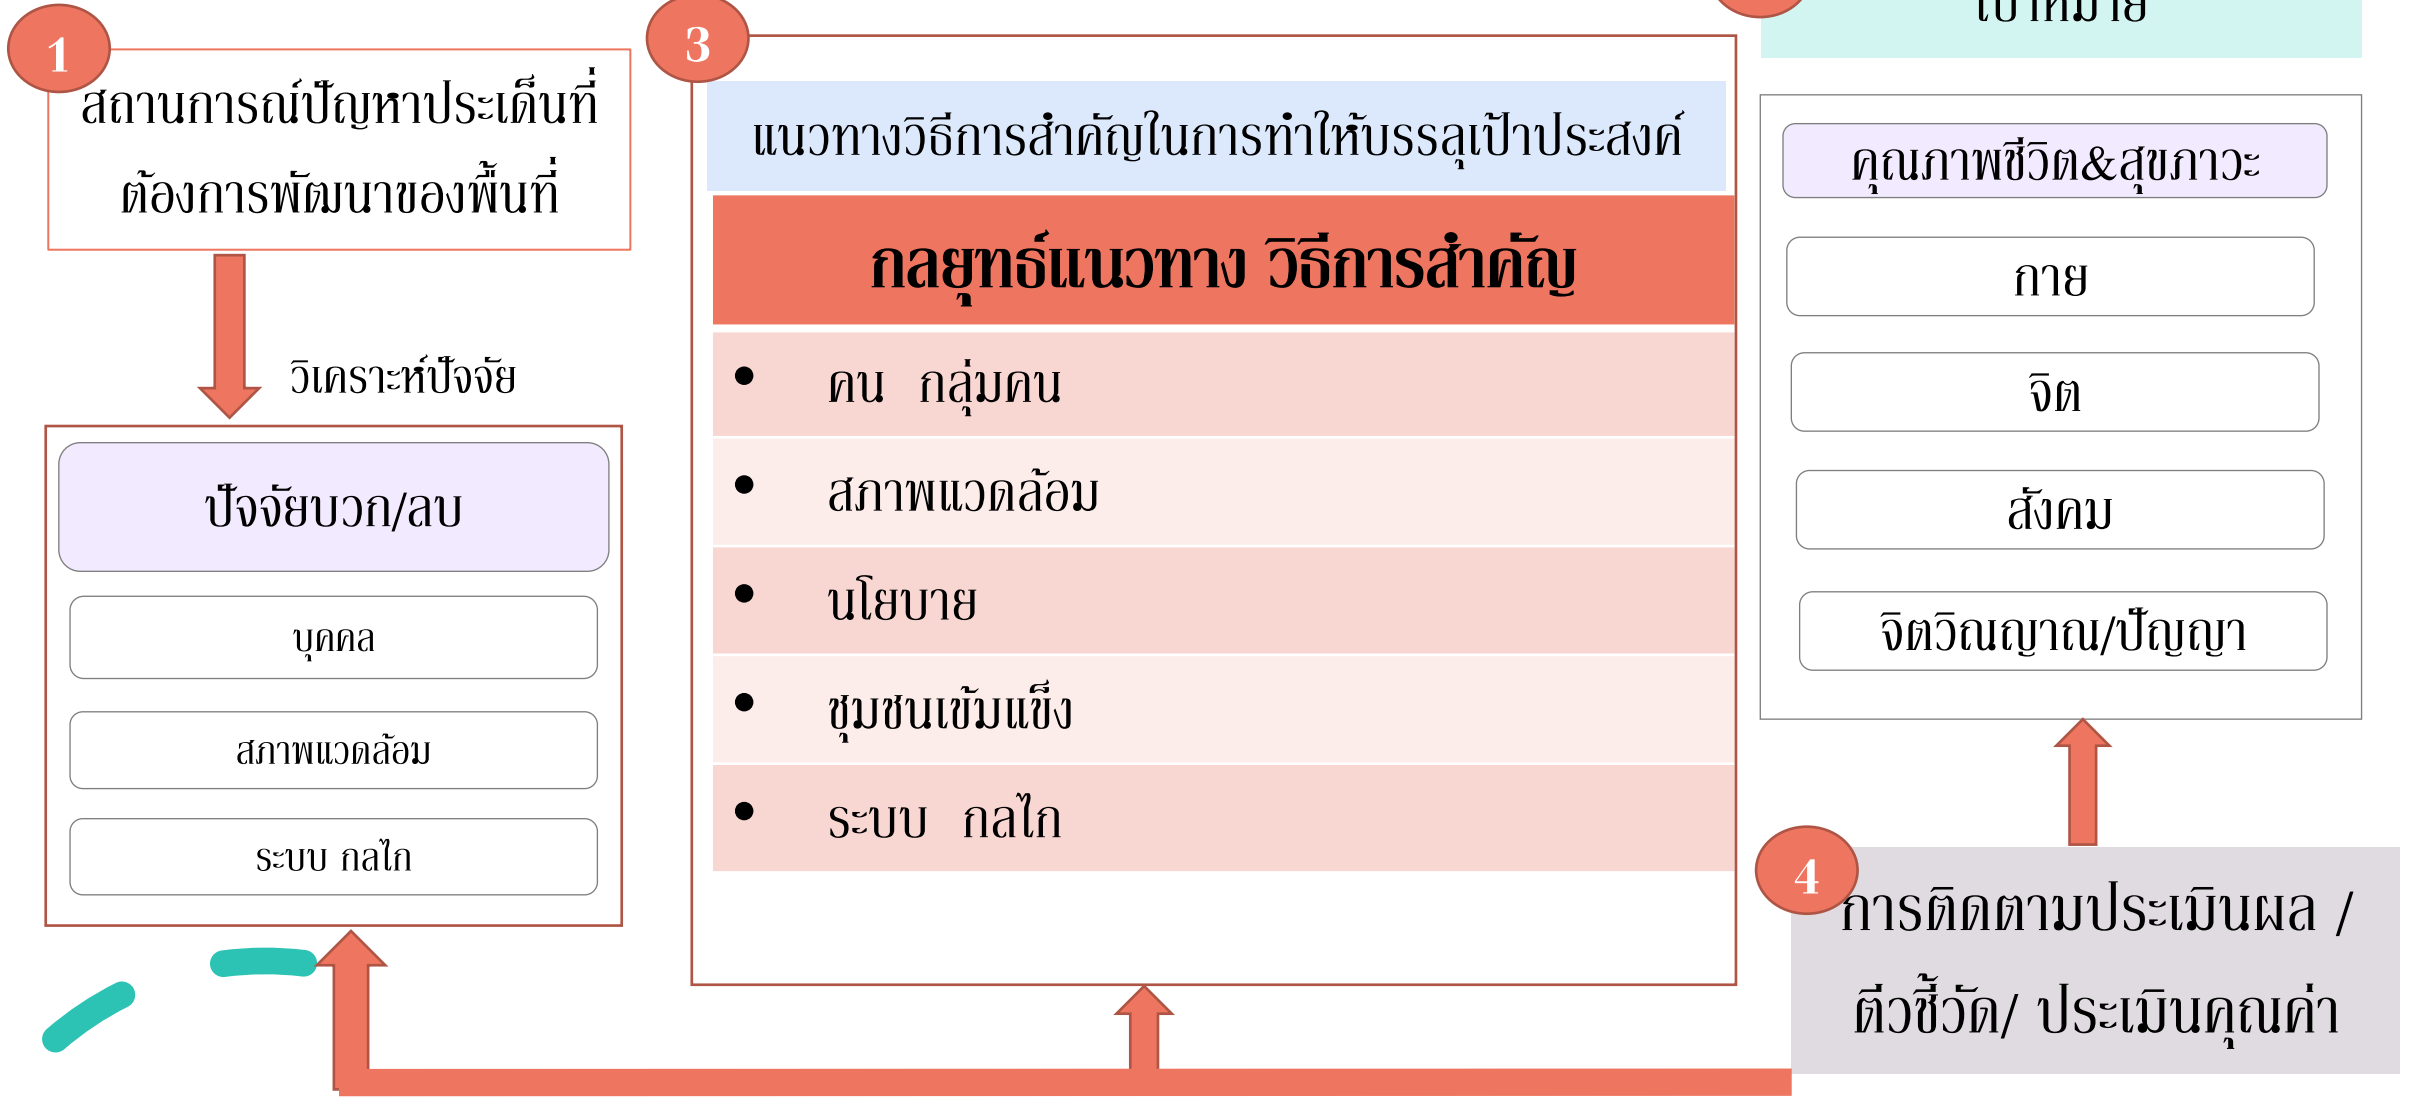 1
สถานการณ์ปัญหาประเด็นที่
ต้องการพัฒนาของพื้นที่
วิเคราะห์ปัจจัย
ปัจจัยบวก/ลบ
บุคคล
สภาพแวดล้อม
ระบบ กลไก
3
แนวทางวิธีการสำคัญในการทำให้บรรลุเป้าประสงค์
กลยุทธ์แนวทาง วิธีการสำคัญ
• คน กลุ่มคน
• สภาพแวดล้อม
• นโยบาย
• ชุมชนเข้มแข็ง
• ระบบ กลไก
คุณภาพชีวิต&สุขภาวะ
กาย
จิต
สังคม
จิตวิณญาณ/ปัญญา
4
การติดตามประเมินผล /
ตีวชี้วัด/ ประเมินคุณค่า